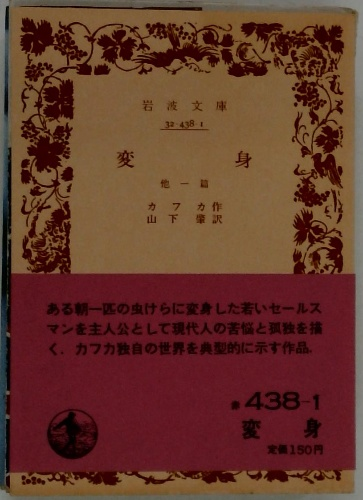 岩波文庫
32-438-1
変身
他一篇
カフカ作
山下肇訳
ある朝一匹の虫けらに変身した若いセールス
マンを主人公として現代人の苦悩と孤独を描
く、カフカ独自の世界を典型的に示す作品。
438-1
変身
定価150円